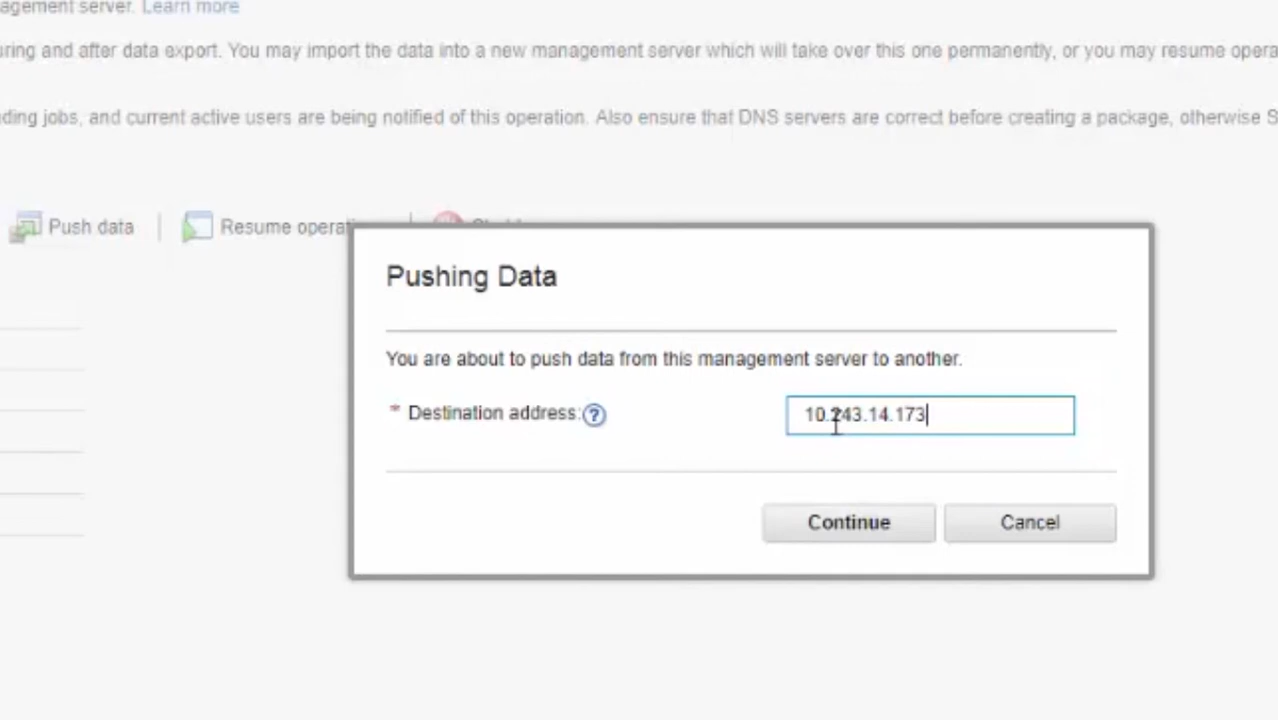 agement server. Learn more
uring and after data export. You may import the data into a new management server which will take over this one permanently, or you may resume opera
ding jobs, and current active users are being notified of this operation. Also ensure that DNS servers are correct before creating a package, otherwise S
Push data | Resume operat
Pushing Data
You are about to push data from this management server to another.
* Destination address: ? 10.243.14.173
Continue Cancel